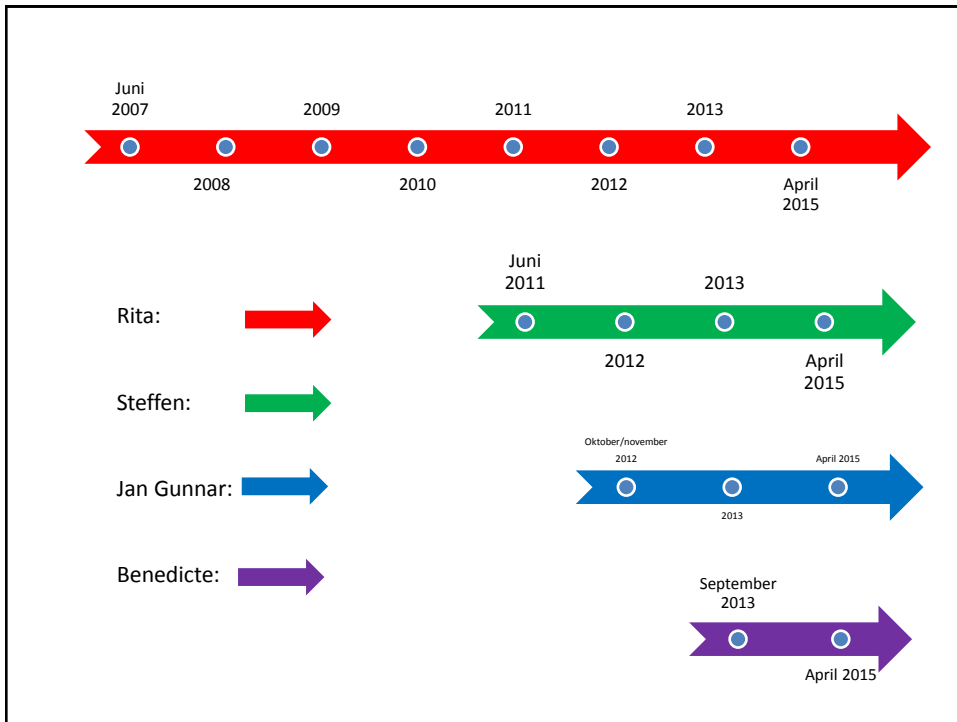 Juni
2007
2009
2011
2013
2008
2010
2012
April
2015
Juni
2011
2013
2012
April
2015
Rita:
Steffen:
Jan Gunnar:
Benedicte:
Oktober/november
2012
April 2015
2013
September
2013
April 2015